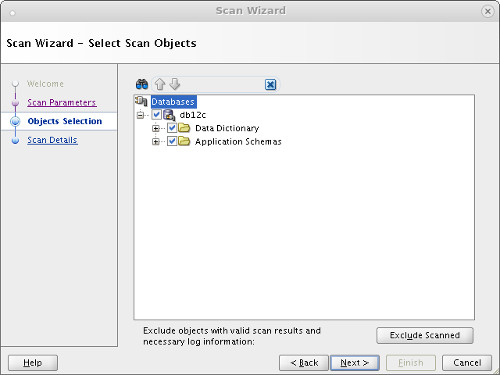 Scan Wizard
Scan Wizard - Select Scan Objects
Welcome
Scan Parameters
Objects Selection
Scan Details
Databases
db12c
Data Dictionary
Application Schemas
Exclude objects with valid scan results and
necessary log information:
Exclude Scanned
Help
< Back
Next >
Finish
Cancel